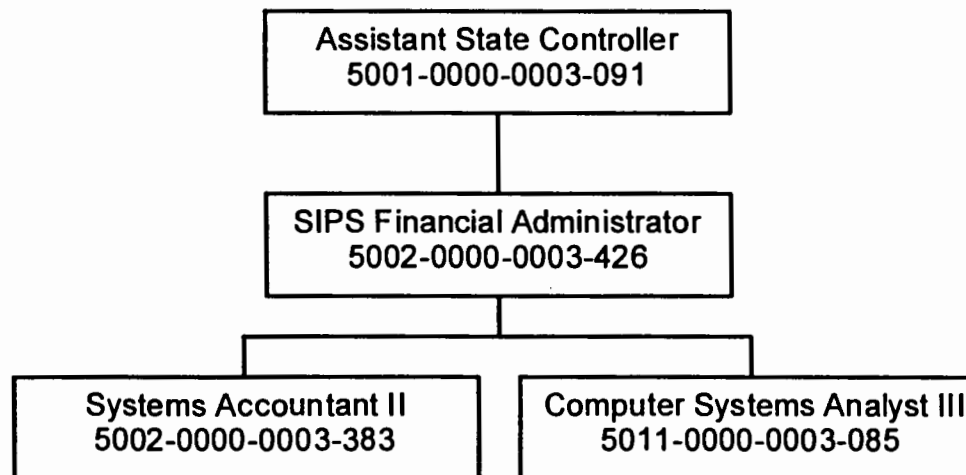 Assistant State Controller
5001-0000-0003-091
SIPS Financial Administrator
5002-0000-0003-426
Systems Accountant II
5002-0000-0003-383
Computer Systems Analyst III
5011-0000-0003-085